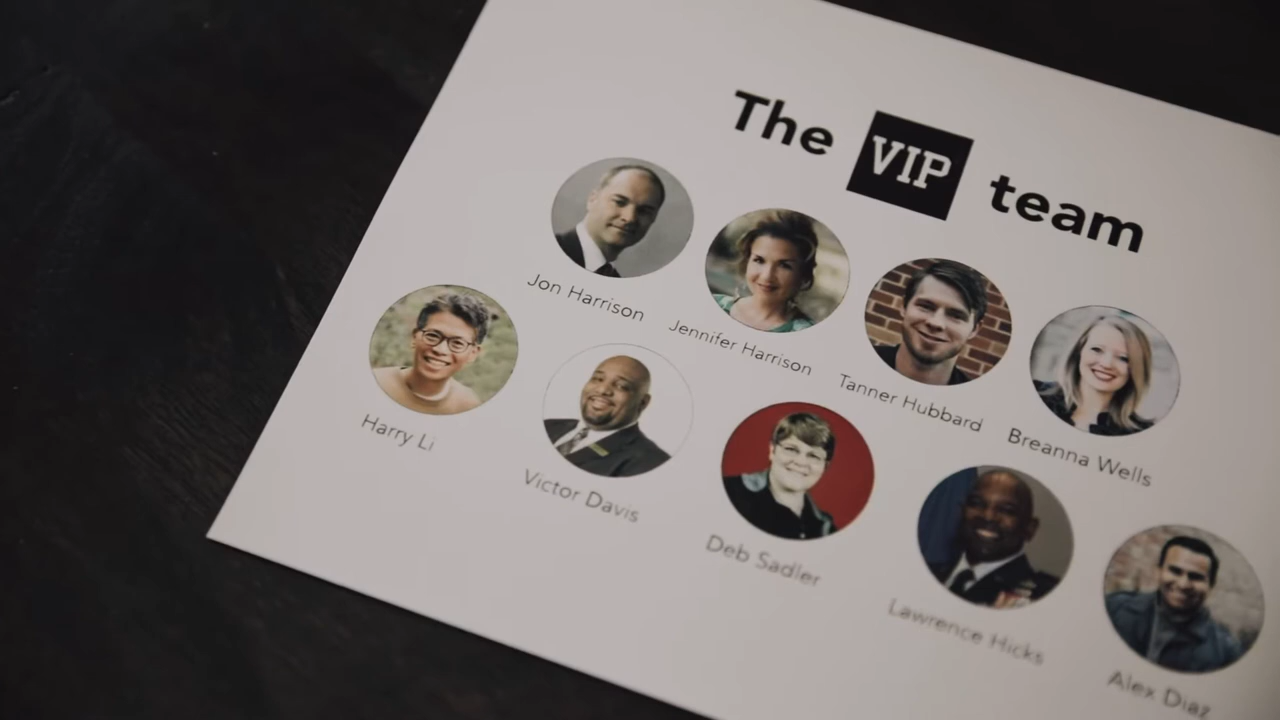 The VIP team
Jon Harrison
Jennifer Harrison
Tanner Hubbard
Breanna Wells
Harry Li
Victor Davis
Deb Sadler
Lawrence Hicks
Alex Diaz